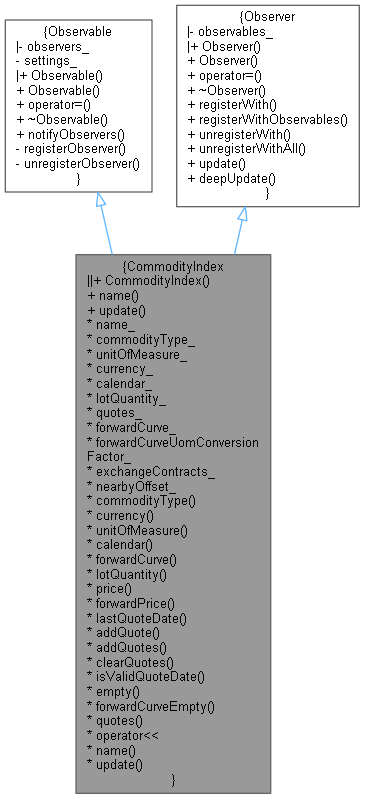 {Observable
|- observers_
- settings_
|+ Observable()
+ Observable()
+ operator=()
+ ~Observable()
+ notifyObservers()
- registerObserver()
- unregisterObserver()
}
{Observer
|- observables_
|+ Observer()
+ Observer()
+ operator=()
+ ~Observer()
+ registerWith()
+ registerWithObservables()
+ unregisterWith()
+ unregisterWithAll()
+ update()
+ deepUpdate()
}
{CommodityIndex
||+ CommodityIndex()
+ name()
+ update()
* name_
* commodityType_
* unitOfMeasure_
* currency_
* calendar_
* lotQuantity_
* quotes_
* forwardCurve_
* forwardCurveUomConversion
Factor_
* exchangeContracts_
* nearbyOffset_
* commodityType()
* currency()
* unitOfMeasure()
* calendar()
* forwardCurve()
* lotQuantity()
* price()
* forwardPrice()
* lastQuoteDate()
* addQuote()
* addQuotes()
* clearQuotes()
* isValidQuoteDate()
* empty()
* forwardCurveEmpty()
* quotes()
* operator<<
* name()
* update()
}